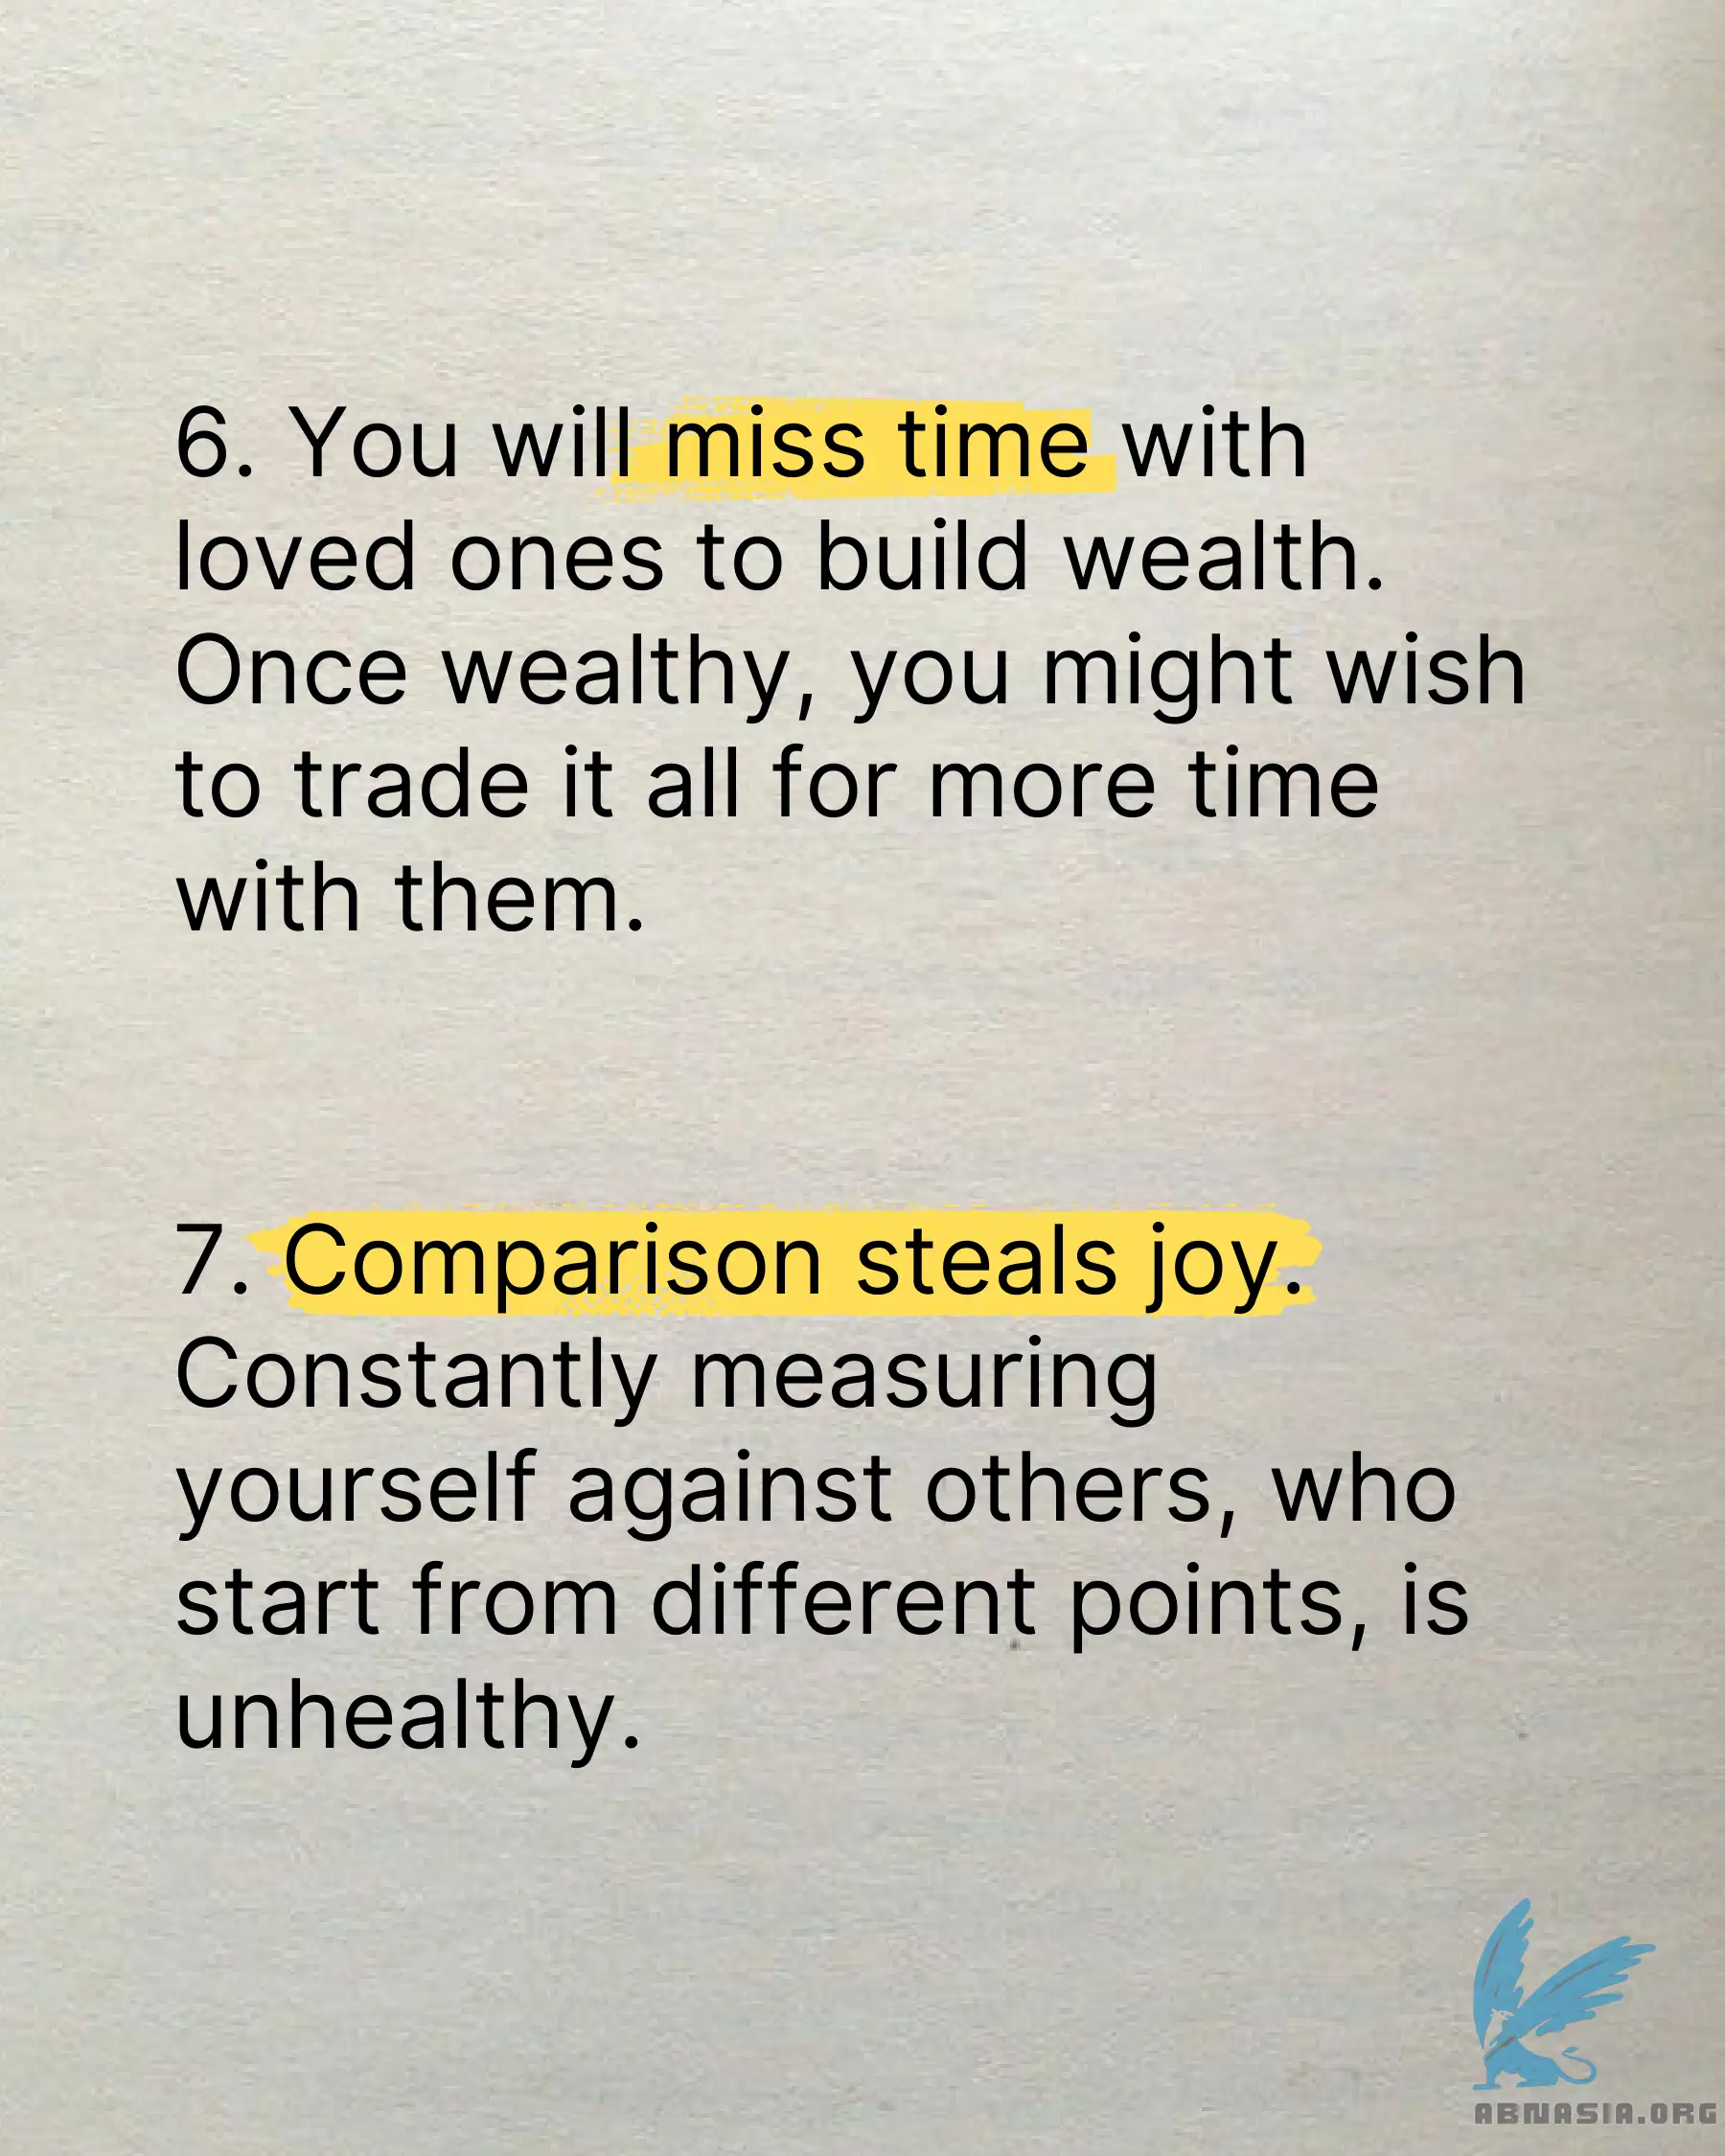 6. You will miss time with
loved ones to build wealth.
Once wealthy, you might wish
to trade it all for more time
with them.
7. Comparison steals joy.
Constantly measuring
yourself against others, who
start from different points, is
unhealthy.
ABNASIA.ORG